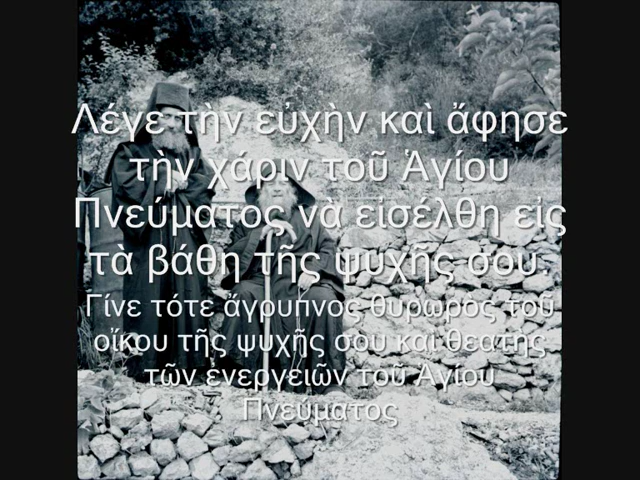 Λέγε τὴν εὐχὴν καὶ ἄφησε
τὴν χάριν τοῦ Ἁγίου
Πνεύματος νὰ εἰσέλθη εἰς
τὰ βάθη τῆς ψυχῆς σου.
Γίνε τότε ἄγρυπνος θυρωρὸς τοῦ
οἴκου τῆς ψυχῆς σου καὶ θεατὴς
τῶν ἐνεργειῶν τοῦ Ἁγίου
Πνεύματος